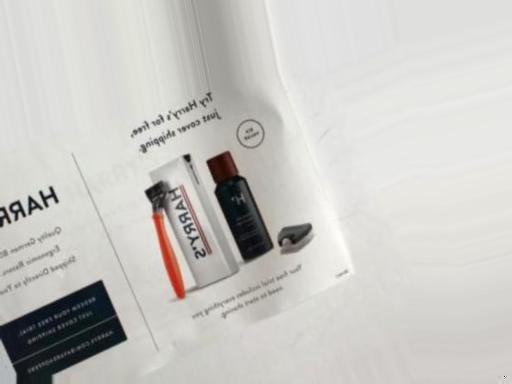 Try Harry's for free,
just cover shipping.
HARRY'S
H.
Your free trial includes everything you
need to start shaving.
HARR
Quality German
Ergonomic Razors.
Shipped Directly to
REDEEM YOUR FREE TRIAL,
JUST COVER SHIPPING